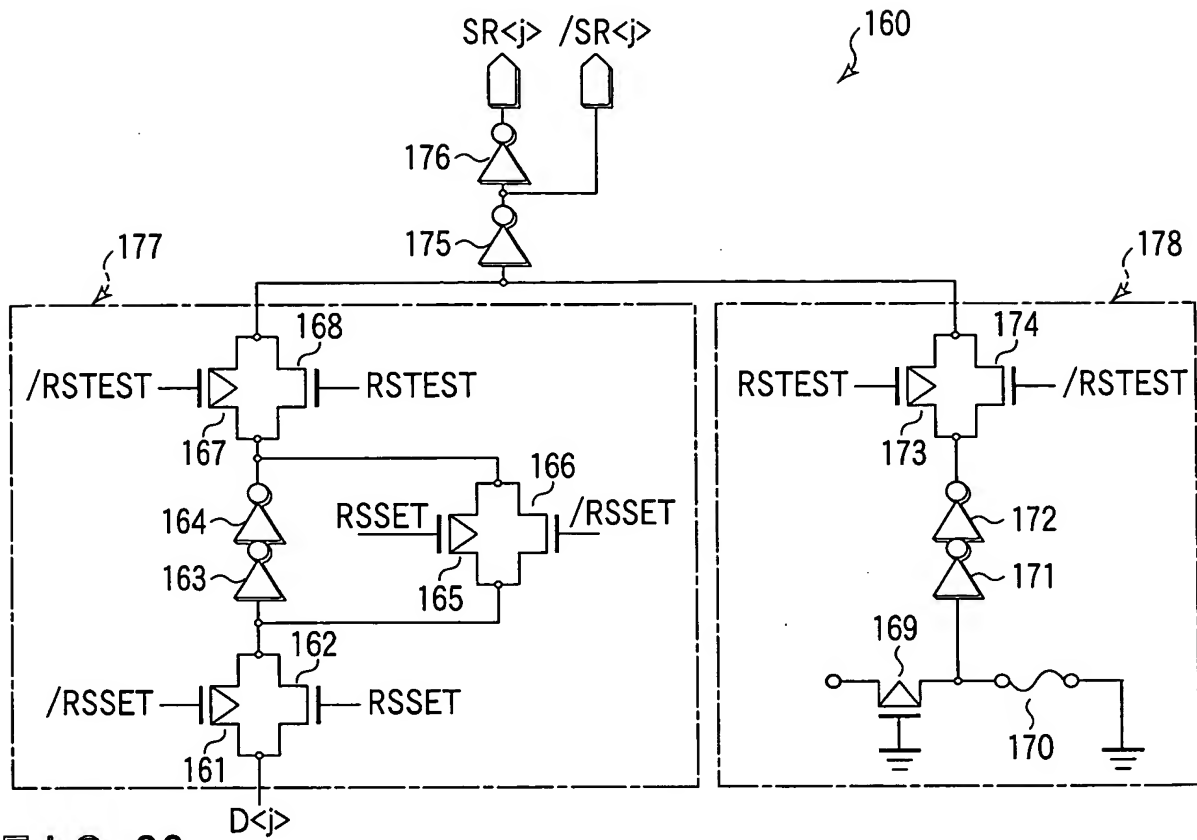 SR<j> /SR<j>
160
176
175
177
178
168
/RSTEST
RSTEST
167
174
RSTEST
/RSTEST
173
166
RSSET
/RSSET
165
164
163
172
171
162
/RSSET
RSSET
161
169
170
D<j>